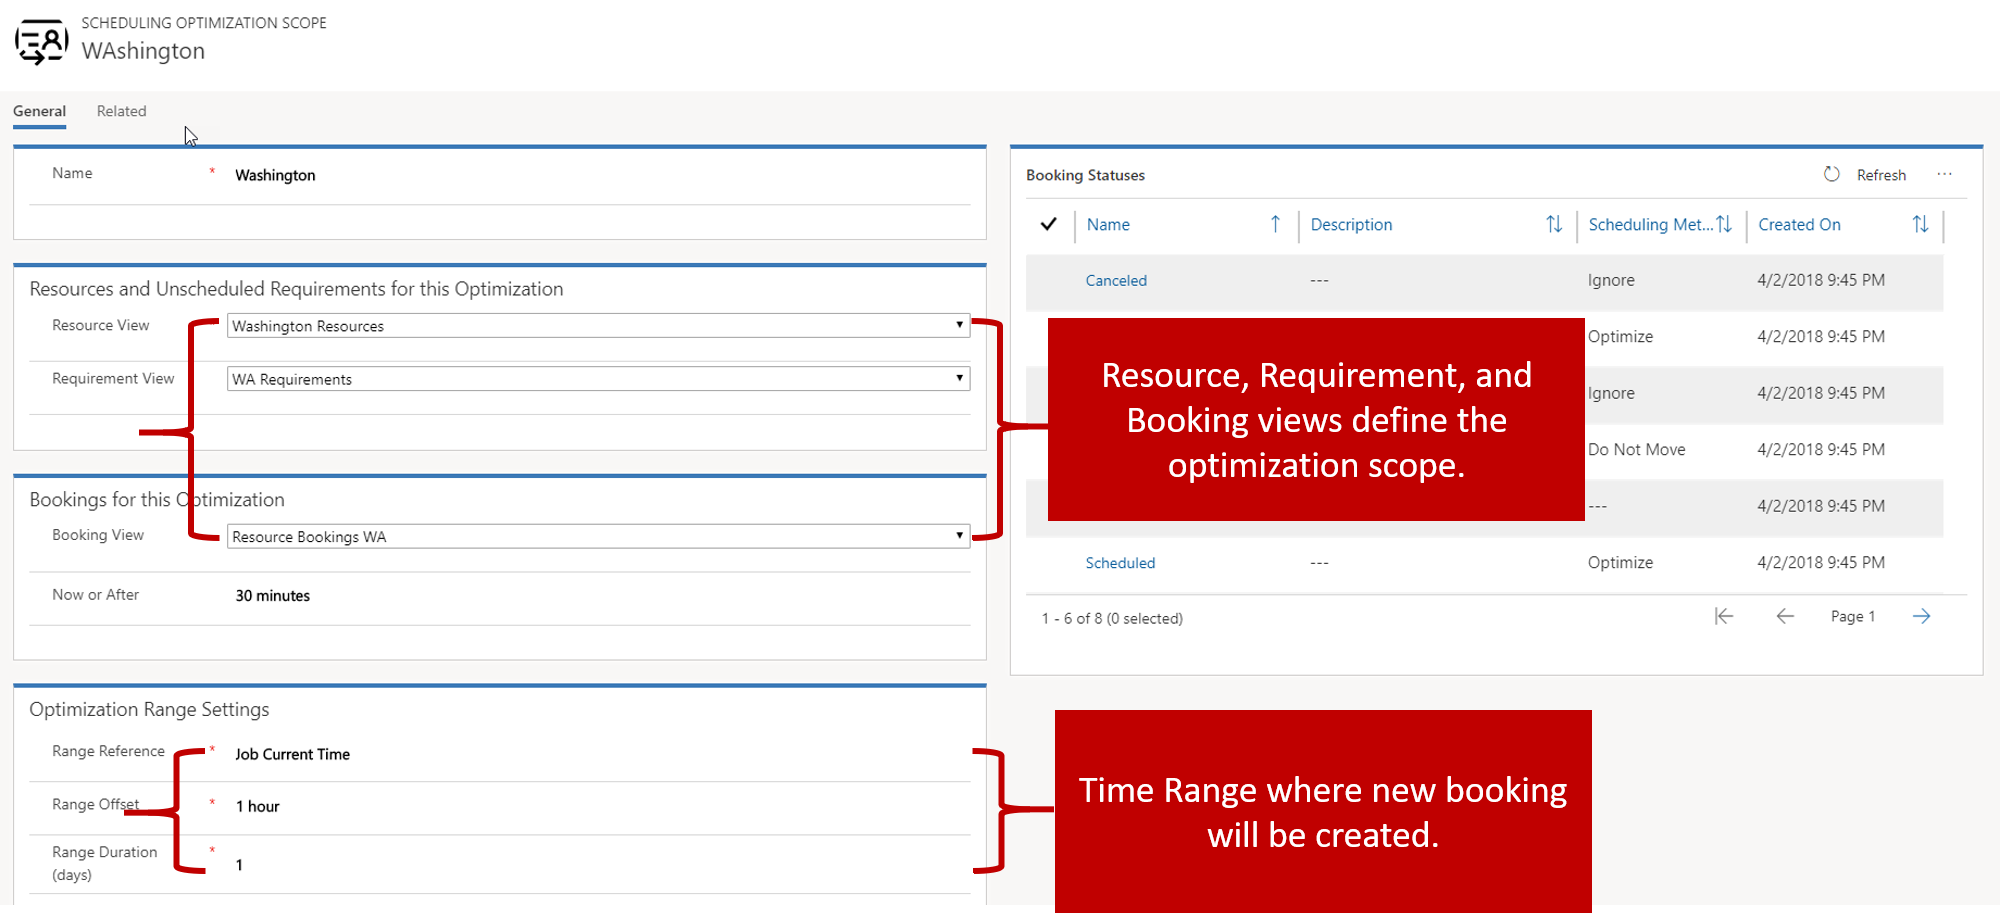 SCHEDULING OPTIMIZATION SCOPE
WAshington
General Related
Name * Washington
Resources and Unscheduled Requirements for this Optimization
Resource View Washington Resources
Requirement View WA Requirements
Bookings for this Optimization
Booking View Resource Bookings WA
Now or After 30 minutes
Optimization Range Settings
Range Reference * Job Current Time
Range Offset * 1 hour
Range Duration * 1
(days)
Booking Statuses Refresh ...
Name Description Scheduling Met... Created On
Canceled --- Ignore 4/2/2018 9:45 PM
Optimize 4/2/2018 9:45 PM
Ignore 4/2/2018 9:45 PM
Do Not Move 4/2/2018 9:45 PM
--- 4/2/2018 9:45 PM
Scheduled --- Optimize 4/2/2018 9:45 PM
1 - 6 of 8 (0 selected) Page 1
Resource, Requirement, and
Booking views define the
optimization scope.
Time Range where new booking
will be created.